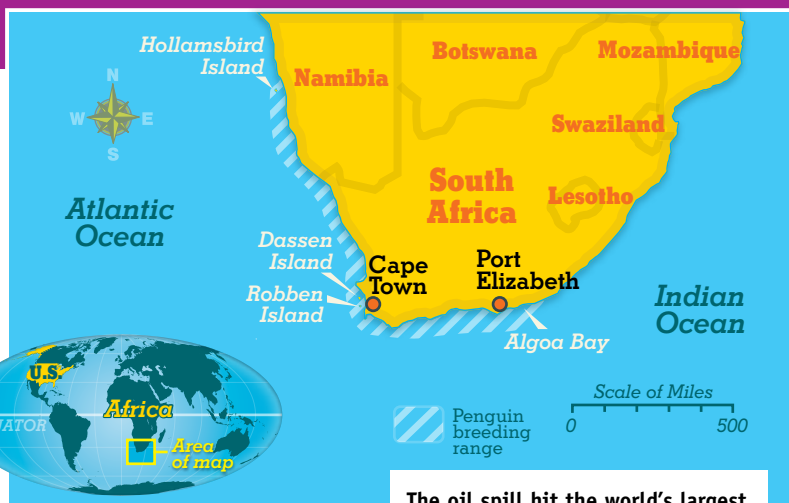 Hollamsbird
Island
Namibia
Botswana
Mozambique
N
W E
S
Swaziland
South
Africa
Lesotho
Atlantic
Ocean
Dassen
Island
Cape
Town
Port
Elizabeth
Robben
Island
Indian
Ocean
Algoa Bay
U.S.
Africa
UATOR
Area
of map
Penguin
breeding
range
Scale of Miles
0 500
The oil spill hit the world's largest